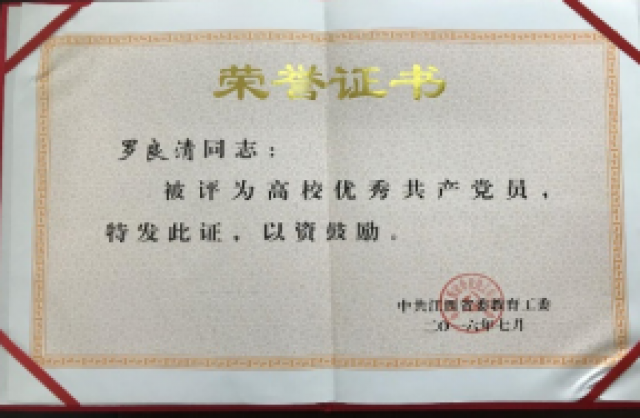 荣誉证书
罗良清同志：
被评为高校优秀共产党员，
特发此证，以资鼓励。
中共江西省委教育工委
二〇一六年七月